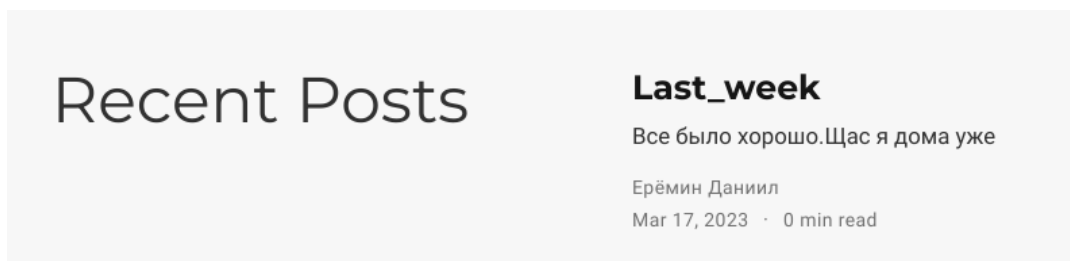 Recent Posts
Last_week
Все было хорошо.Щас я дома уже
Ерёмин Даниил
Mar 17, 2023 · 0 min read